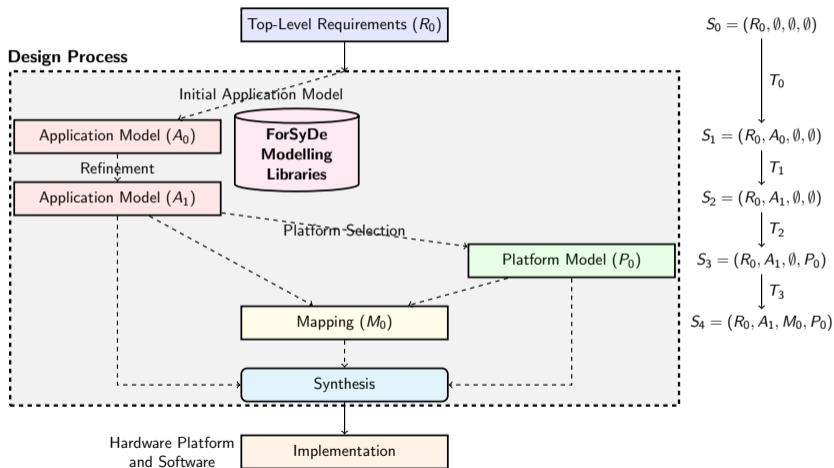 Top-Level Requirements (R₀)
S₀ = (R₀, ∅, ∅, ∅)
Design Process
T₀
Initial Application Model
ForSyDe
Modelling
Libraries
Application Model (A₀)
S₁ = (R₀, A₀, ∅, ∅)
Refinement
T₁
Application Model (A₁)
S₂ = (R₀, A₁, ∅, ∅)
Platform Selection
T₂
Platform Model (P₀)
S₃ = (R₀, A₁, ∅, P₀)
T₃
Mapping (M₀)
S₄ = (R₀, A₁, M₀, P₀)
Synthesis
Hardware Platform
and Software
Implementation